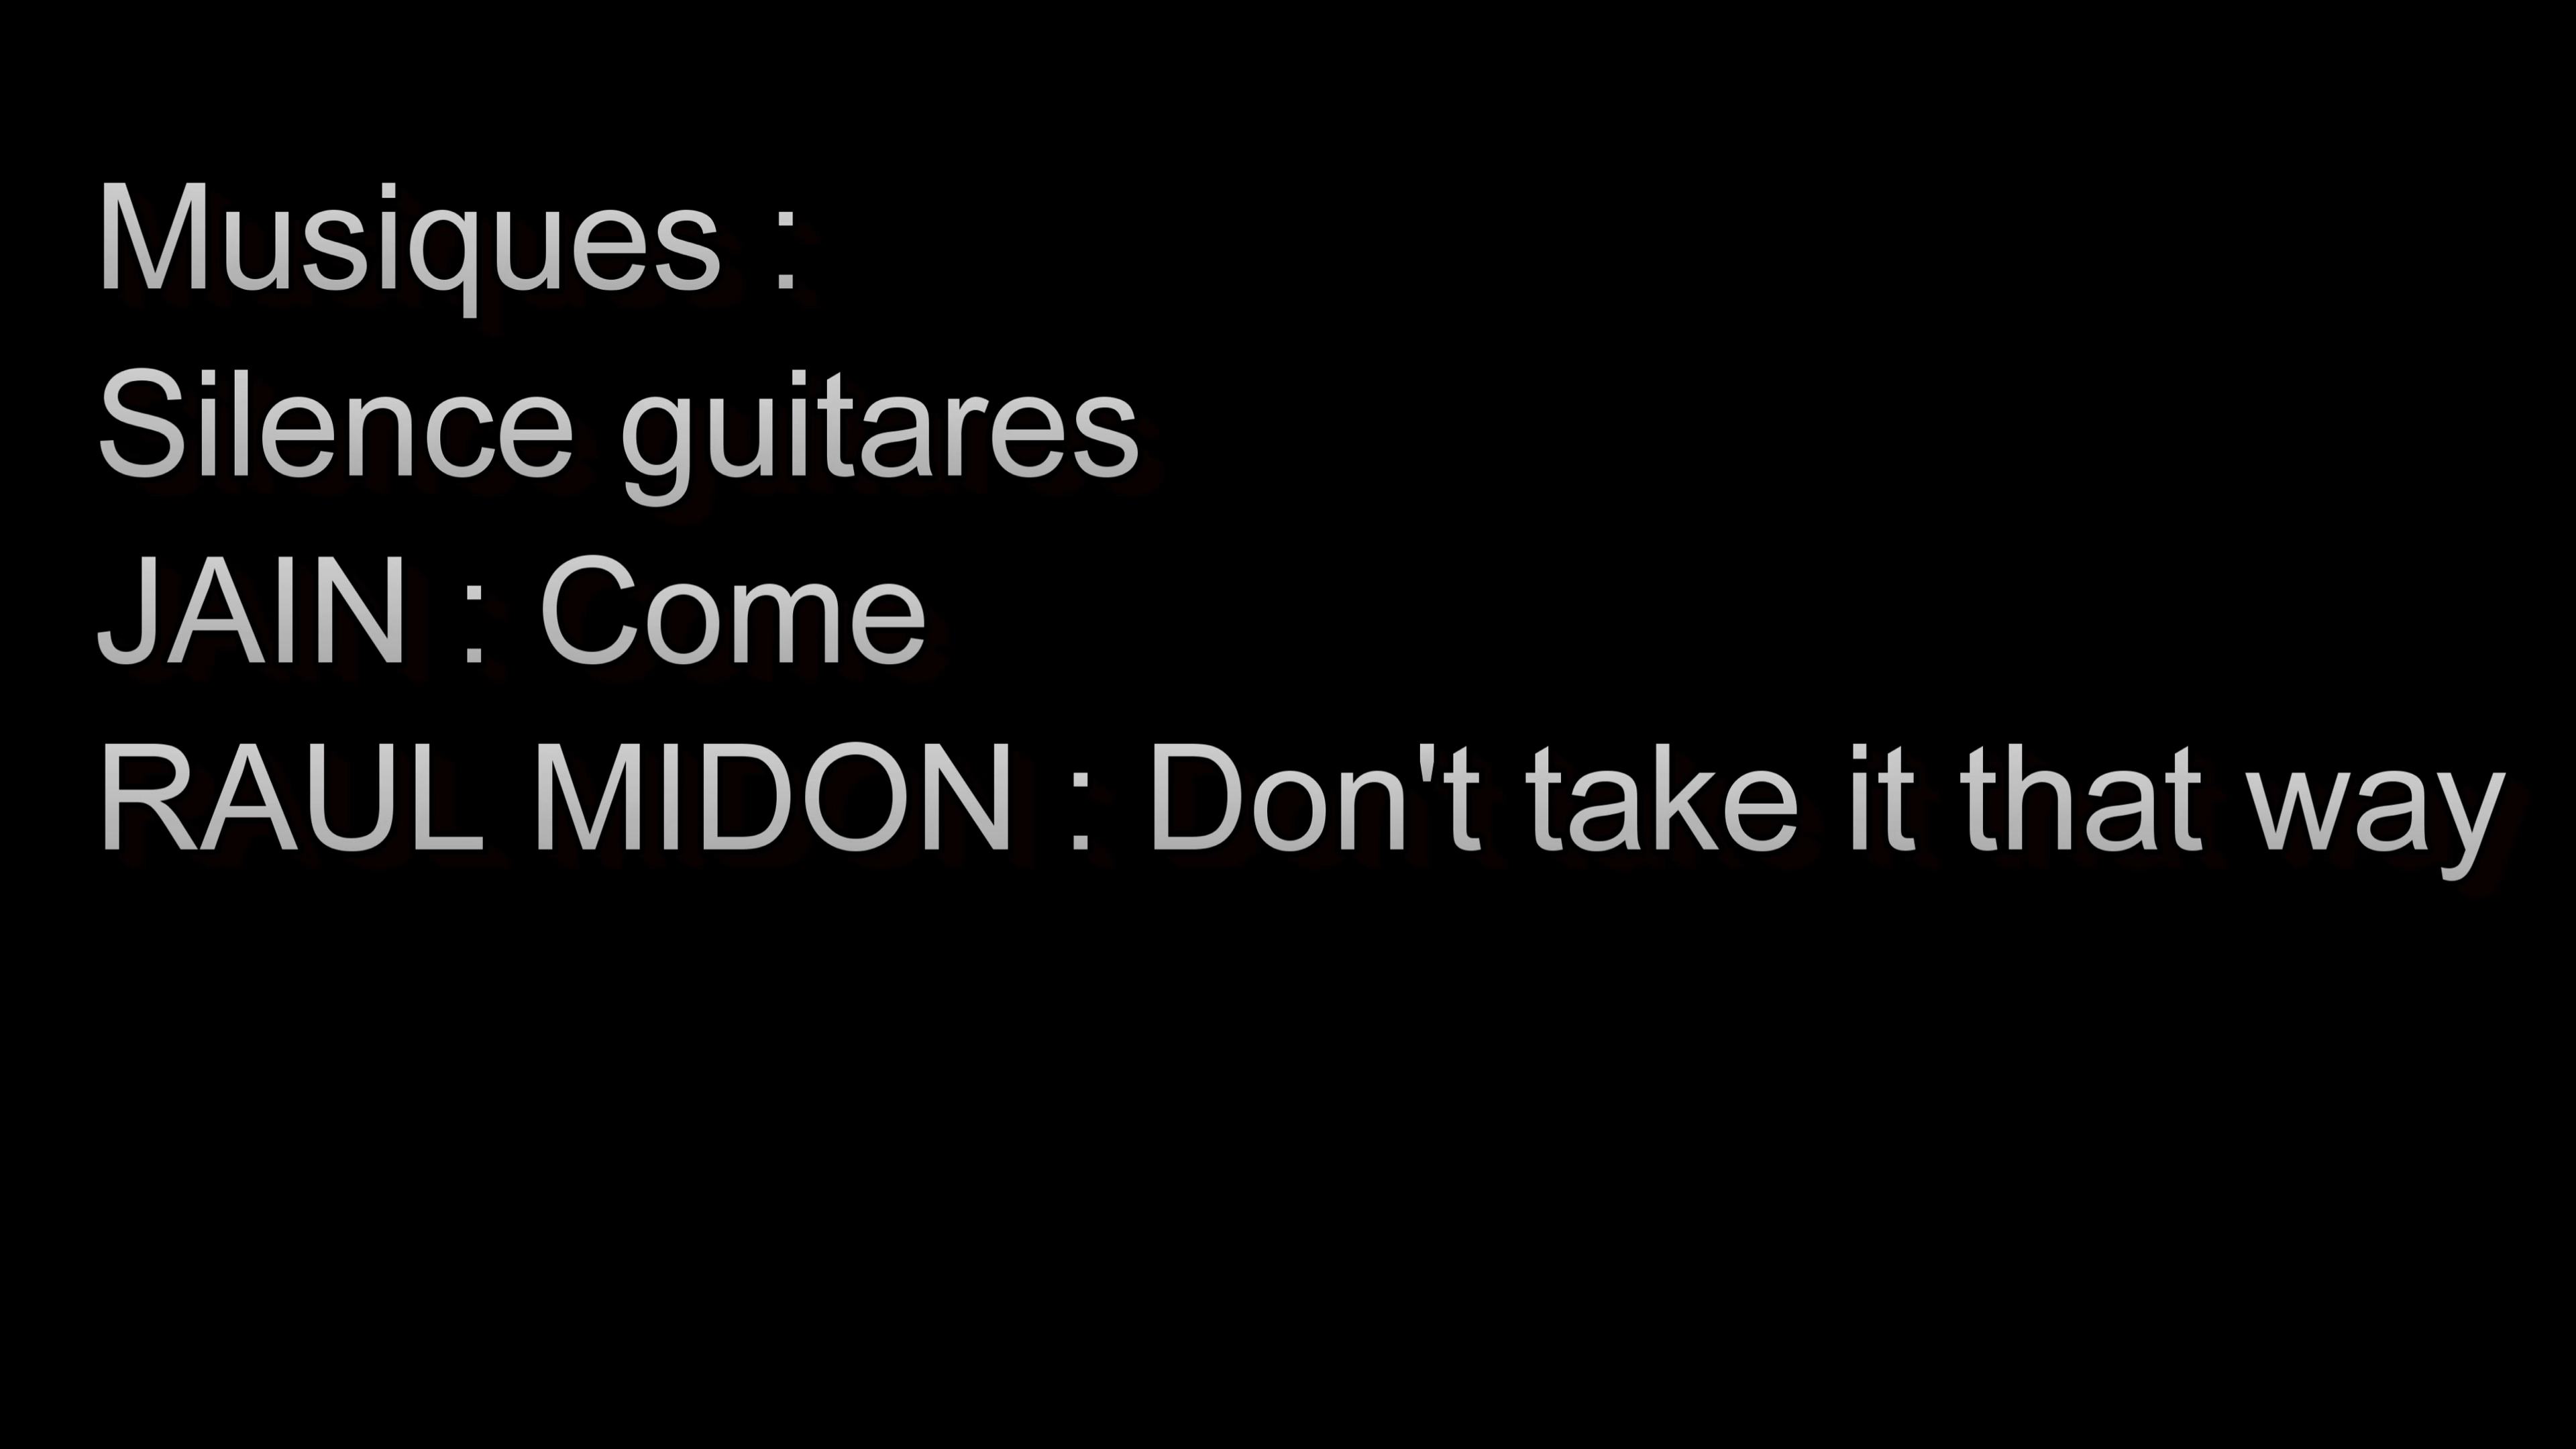 Musiques :
Silence guitares
JAIN : Come
RAUL MIDON : Don't take it that way